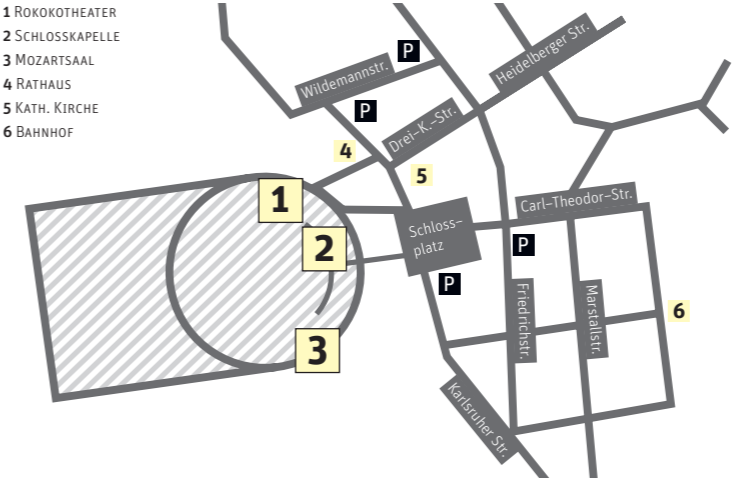 1 Rokokotheater
2 Schlosskapelle
3 Mozartsaal
4 Rathaus
5 Kath. Kirche
6 Bahnhof
P
Heidelberger Str.
Wildemannstr.
P
Drei–K.–Str.
4
5
1
Carl–Theodor–Str.
Schloss–
platz
2
P
P
Friedrichstr.
Marstallstr.
6
3
Karlsruher Str.